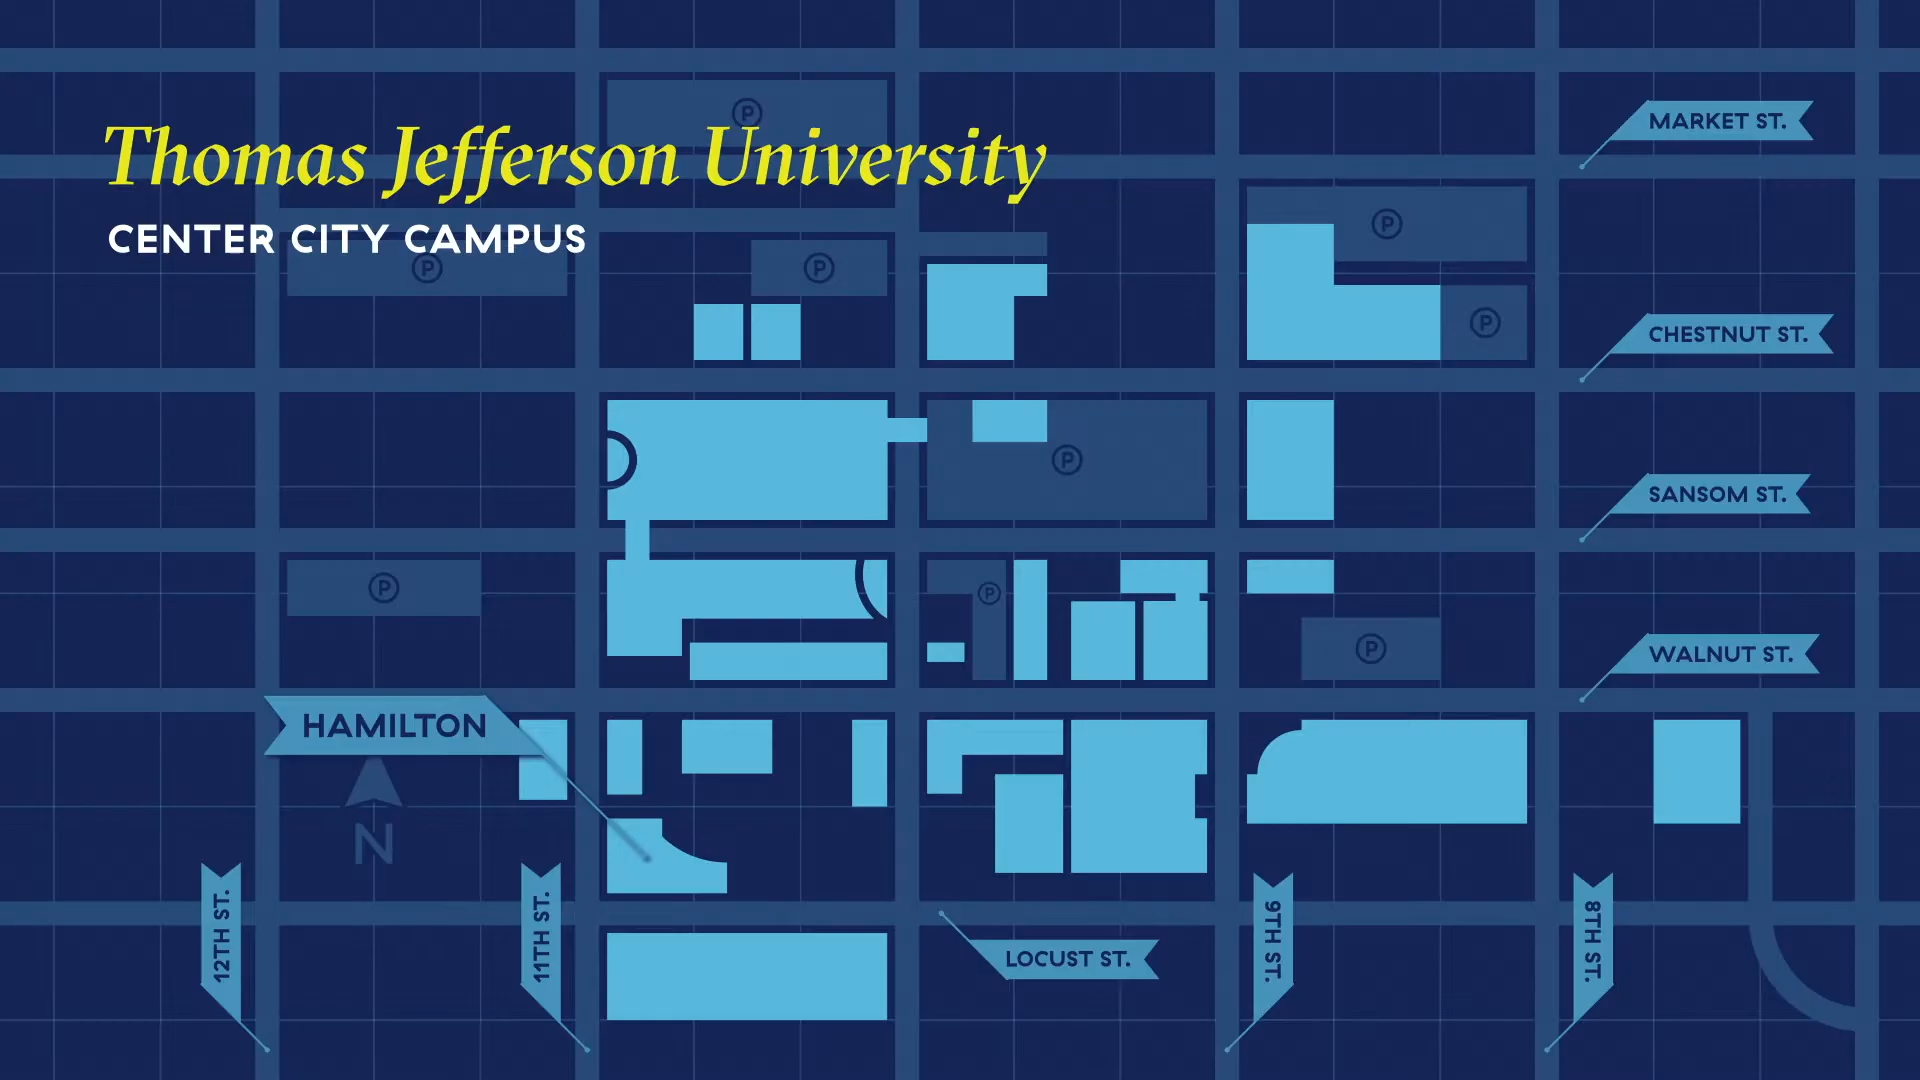 Thomas Jefferson University
CENTER CITY CAMPUS
P
P
P
P
P
P
P
P
P
P
MARKET ST.
CHESTNUT ST.
SANSOM ST.
WALNUT ST.
HAMILTON
N
12TH ST.
11TH ST.
LOCUST ST.
9TH ST.
8TH ST.